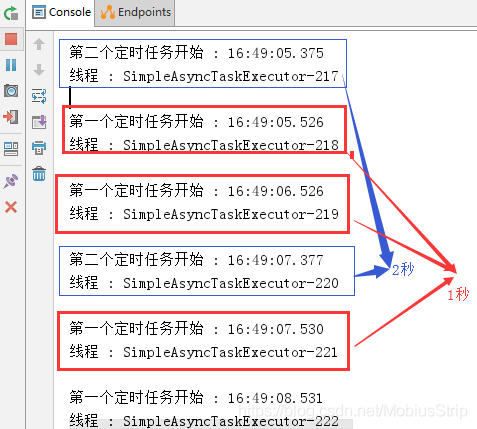 Console Endpoints
第二个定时任务开始 : 16:49:05.375
线程 : SimpleAsyncTaskExecutor-217
第一个定时任务开始 : 16:49:05.526
线程 : SimpleAsyncTaskExecutor-218
第一个定时任务开始 : 16:49:06.526
线程 : SimpleAsyncTaskExecutor-219
第二个定时任务开始 : 16:49:07.377
线程 : SimpleAsyncTaskExecutor-220
2秒
1秒
第一个定时任务开始 : 16:49:07.530
线程 : SimpleAsyncTaskExecutor-221
第一个定时任务开始 : 16:49:08.531
https://blog.csdn.net/MobiusStrip
线程 : SimpleAsyncTaskExecutor-222